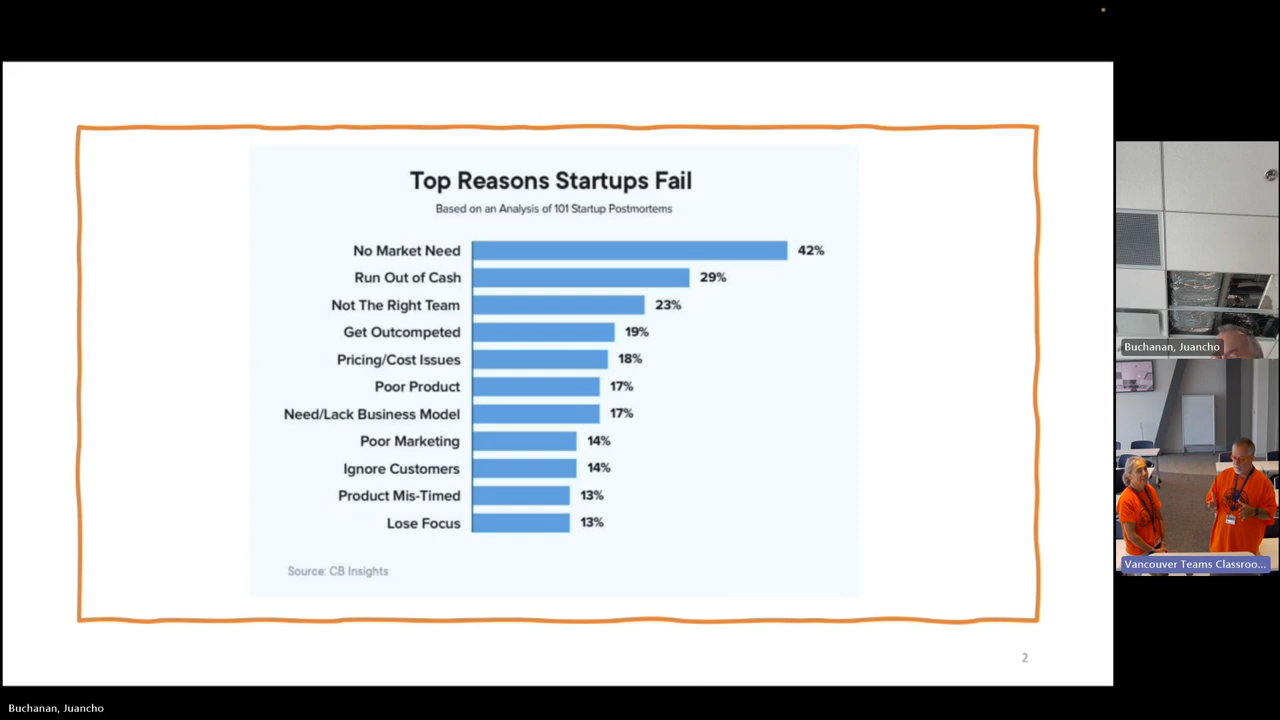 Top Reasons Startups Fail
Based on an Analysis of 101 Startup Postmortems
No Market Need 42%
Run Out of Cash 29%
Not The Right Team 23%
Get Outcompeted 19%
Pricing/Cost Issues 18%
Poor Product 17%
Need/Lack Business Model 17%
Poor Marketing 14%
Ignore Customers 14%
Product Mis-Timed 13%
Lose Focus 13%
Source: CB Insights
2
Buchanan, Juancho
Vancouver Teams Classroo...
Buchanan, Juancho